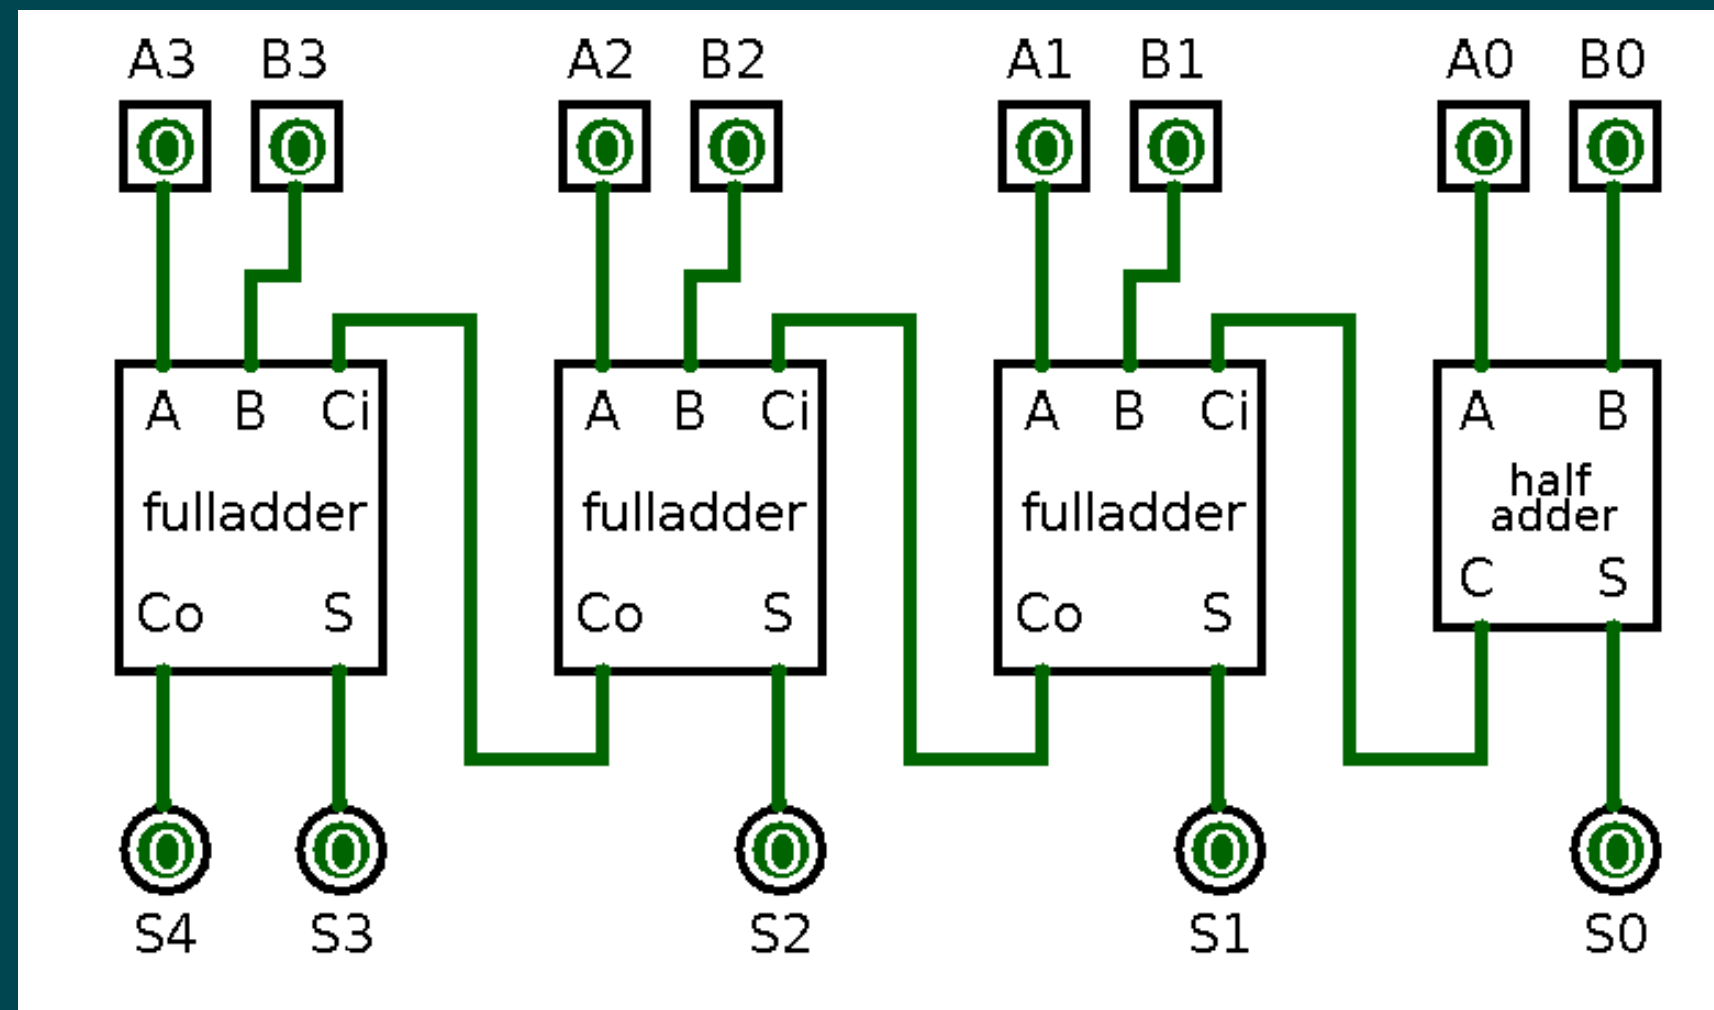 A3 B3 A2 B2 A1 B1 A0 B0
0 0 0 0 0 0 0 0
A B Ci A B Ci A B Ci A B
fulladder fulladder fulladder half
adder
Co S Co S Co S C S
0 0 0 0 0
S4 S3 S2 S1 S0